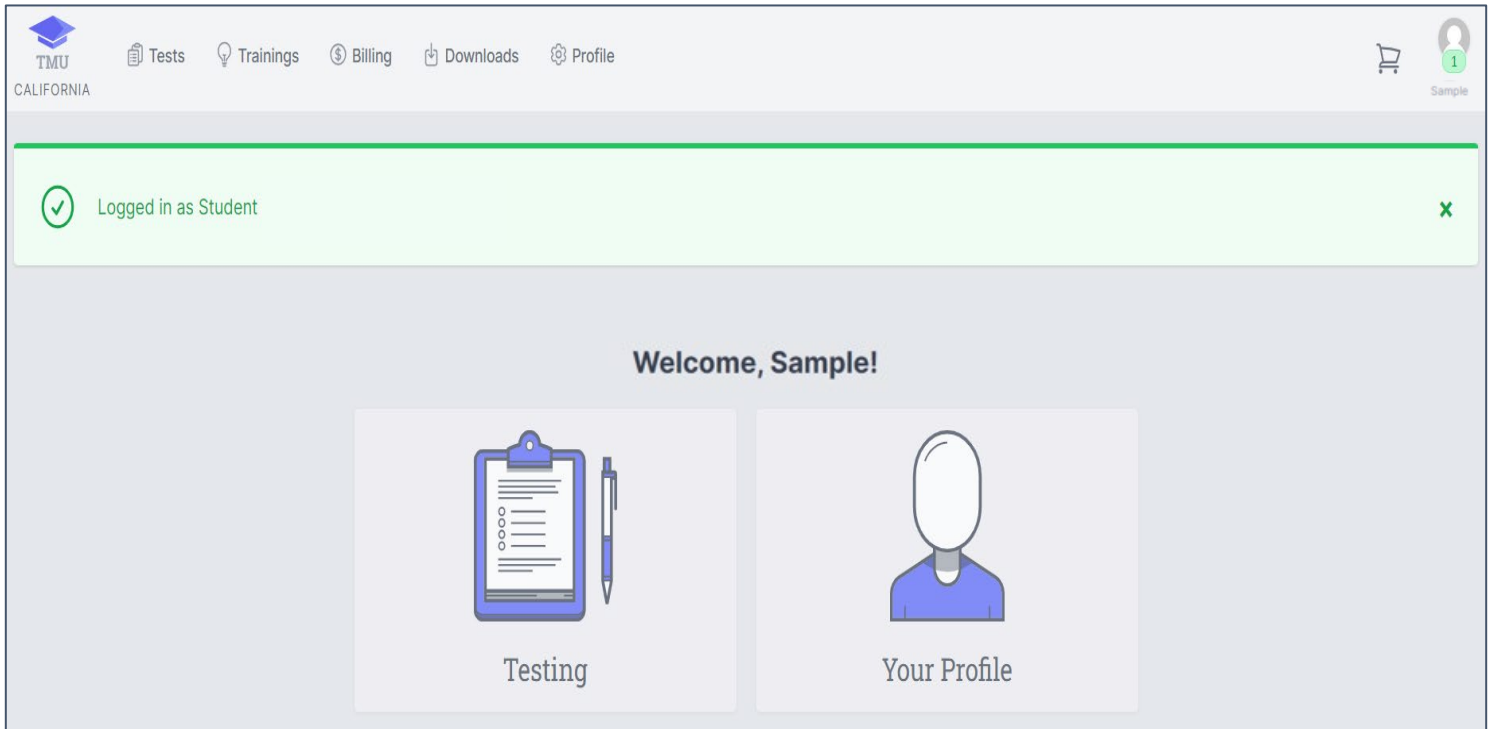 TMU
CALIFORNIA
Tests Trainings Billing Downloads Profile
1
Sample
Logged in as Student
Welcome, Sample!
Testing
Your Profile